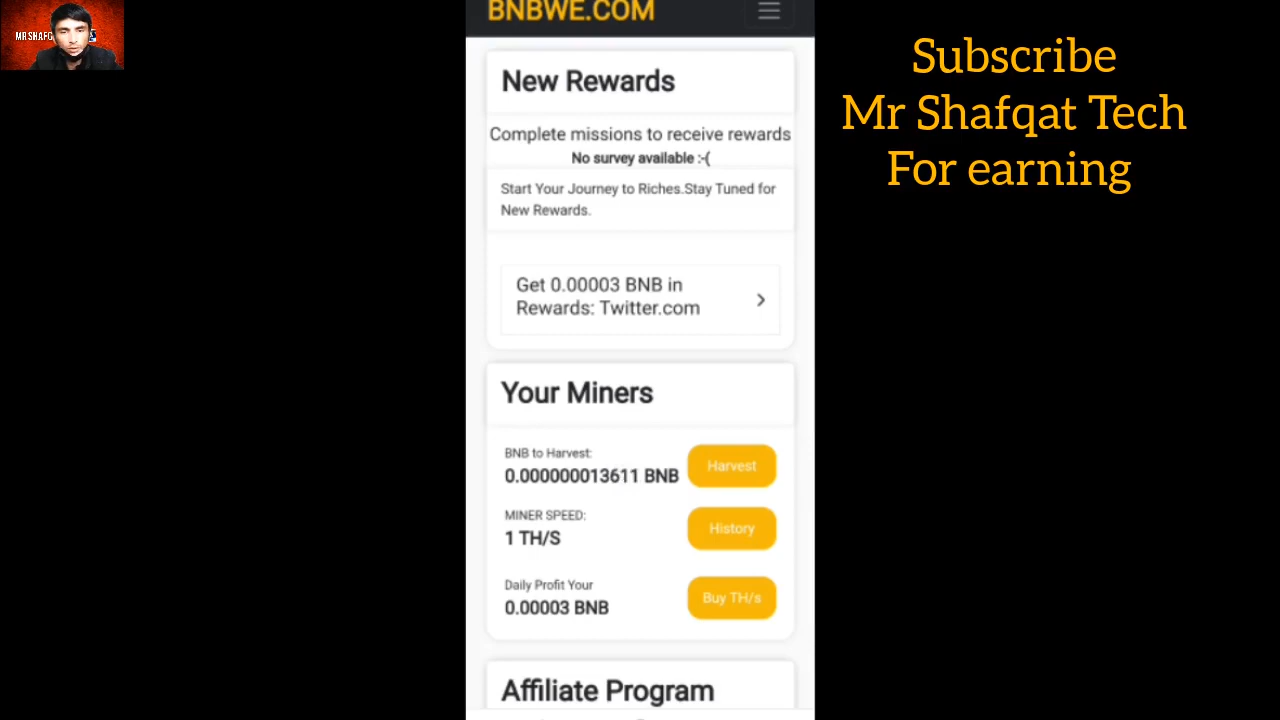 MR SHAFQ
BNBWE.COM
New Rewards
Complete missions to receive rewards
No survey available :-(
Start Your Journey to Riches.Stay Tuned for
New Rewards.
Get 0.00003 BNB in
Rewards: Twitter.com
Your Miners
BNB to Harvest:
0.000000013611 BNB
Harvest
MINER SPEED:
1 TH/S
History
Daily Profit Your
0.00003 BNB
Buy TH/s
Affiliate Program
Subscribe
Mr Shafqat Tech
For earning